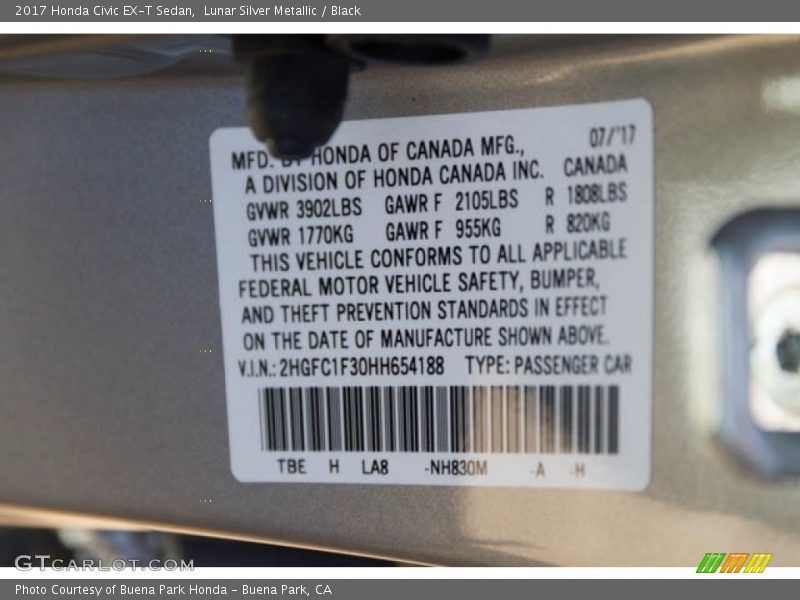 2017 Honda Civic EX-T Sedan, Lunar Silver Metallic / Black
07/'17
MFD. BY HONDA OF CANADA MFG.,
A DIVISION OF HONDA CANADA INC. CANADA
GVWR 3902LBS GAWR F 2105LBS R 1808LBS
GVWR 1770KG GAWR F 955KG R 820KG
THIS VEHICLE CONFORMS TO ALL APPLICABLE
FEDERAL MOTOR VEHICLE SAFETY, BUMPER,
AND THEFT PREVENTION STANDARDS IN EFFECT
ON THE DATE OF MANUFACTURE SHOWN ABOVE.
V.I.N.: 2HGFC1F30HH654188 TYPE: PASSENGER CAR
TBE H LA8 -NH830M -A -H
GTCARLOT.COM
Photo Courtesy of Buena Park Honda - Buena Park, CA